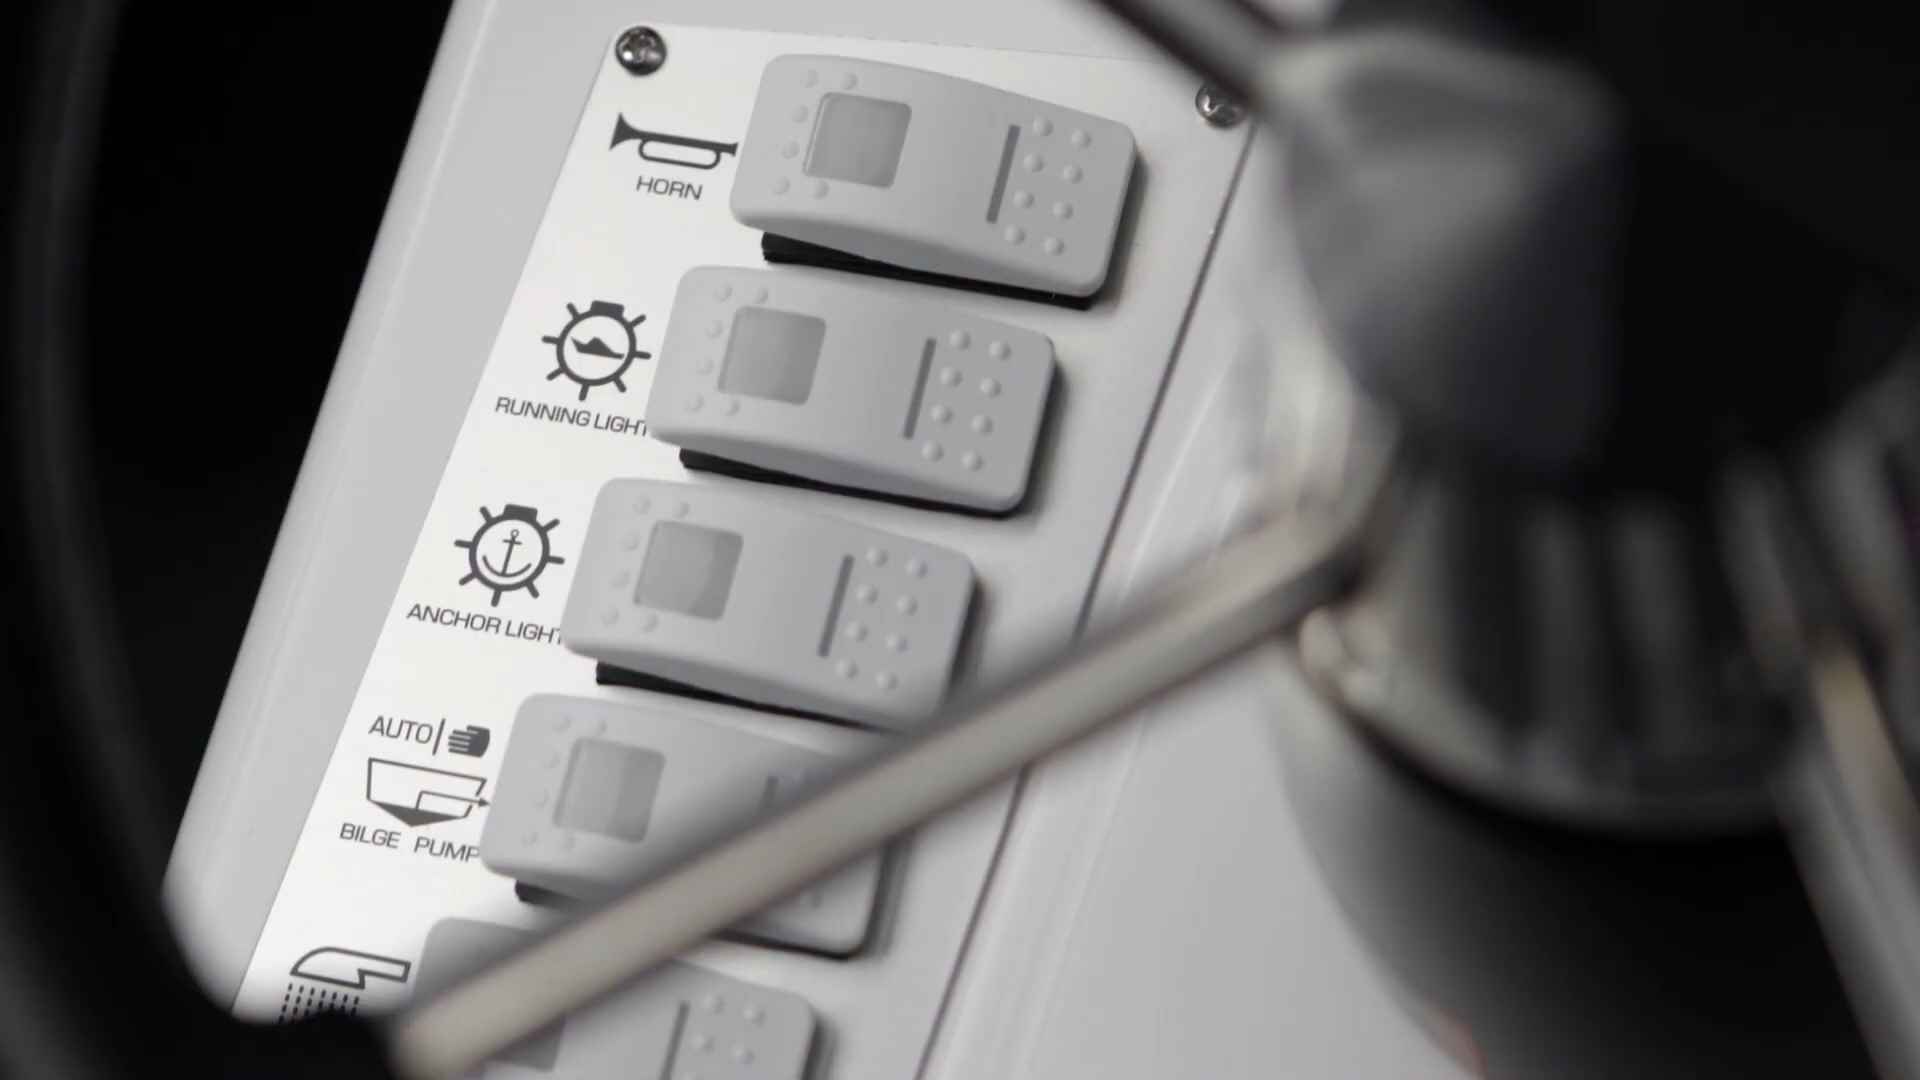 HORN
RUNNING LIGHT
ANCHOR LIGHT
AUTO|
BILGE PUMP